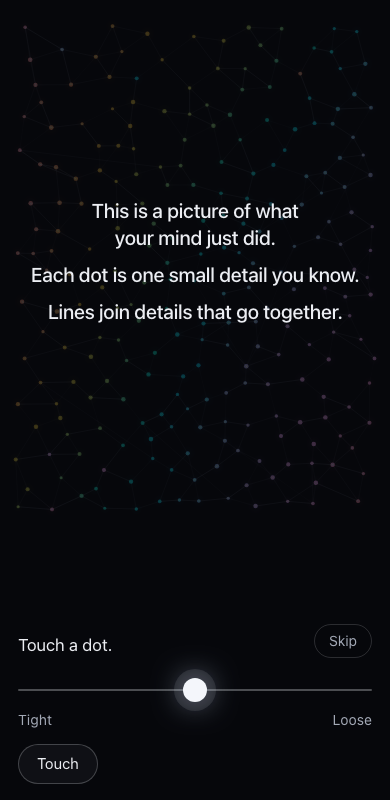 This is a picture of what
your mind just did.
Each dot is one small detail you know.
Lines join details that go together.
Touch a dot.
Skip
Tight
Loose
Touch